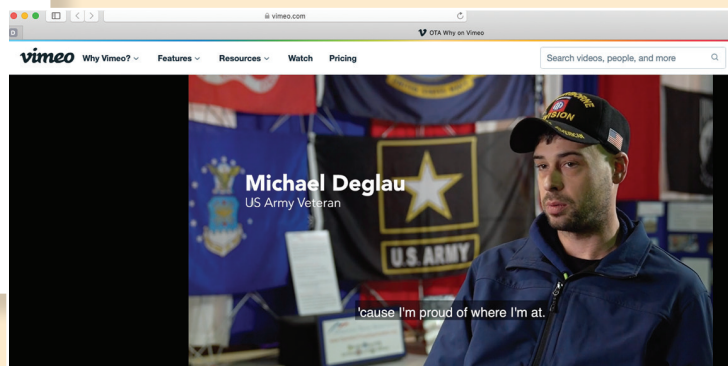 vimeo.com
D
OTA Why on Vimeo
vimeo Why Vimeo? Features Resources Watch Pricing Search videos, people, and more
DIVISION
Michael Deglau
US Army Veteran
U.S. ARMY
'cause I'm proud of where I'm at.